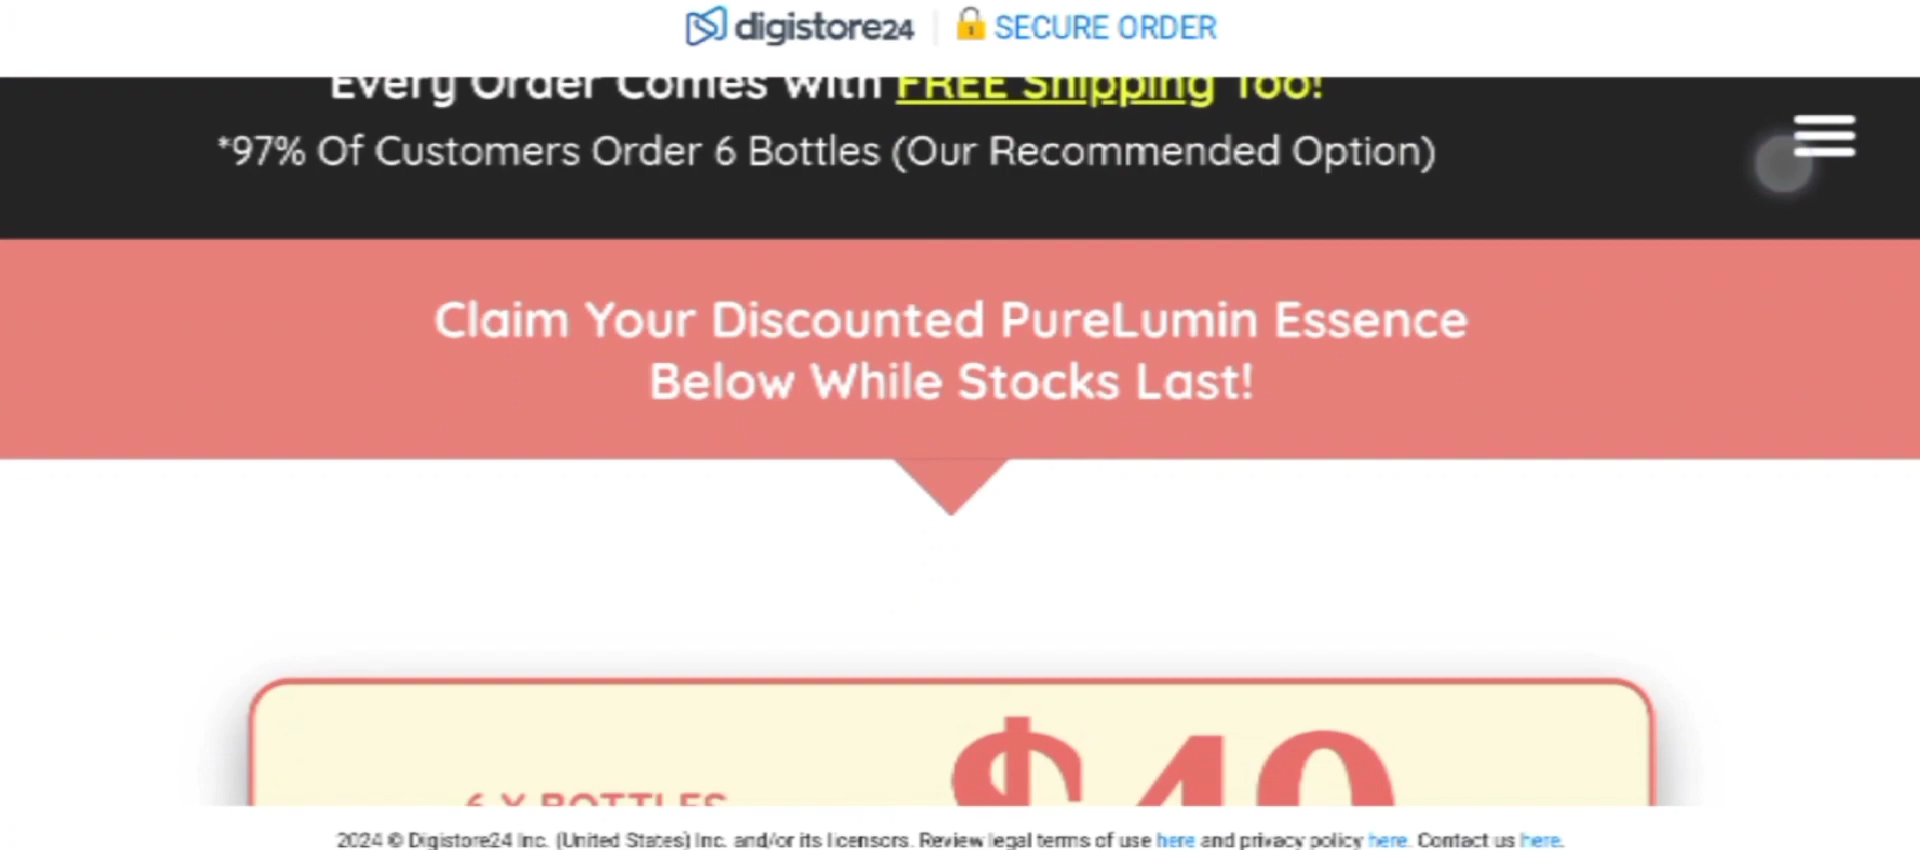 digistore24 | 🔒 SECURE ORDER
Every Order Comes With FREE Shipping Too!
*97% Of Customers Order 6 Bottles (Our Recommended Option)
Claim Your Discounted PureLumin Essence
Below While Stocks Last!
6 X BOTTLES
2024 © Digistore24 Inc. (United States) Inc. and/or its licensors. Review legal terms of use here and privacy policy here. Contact us here.